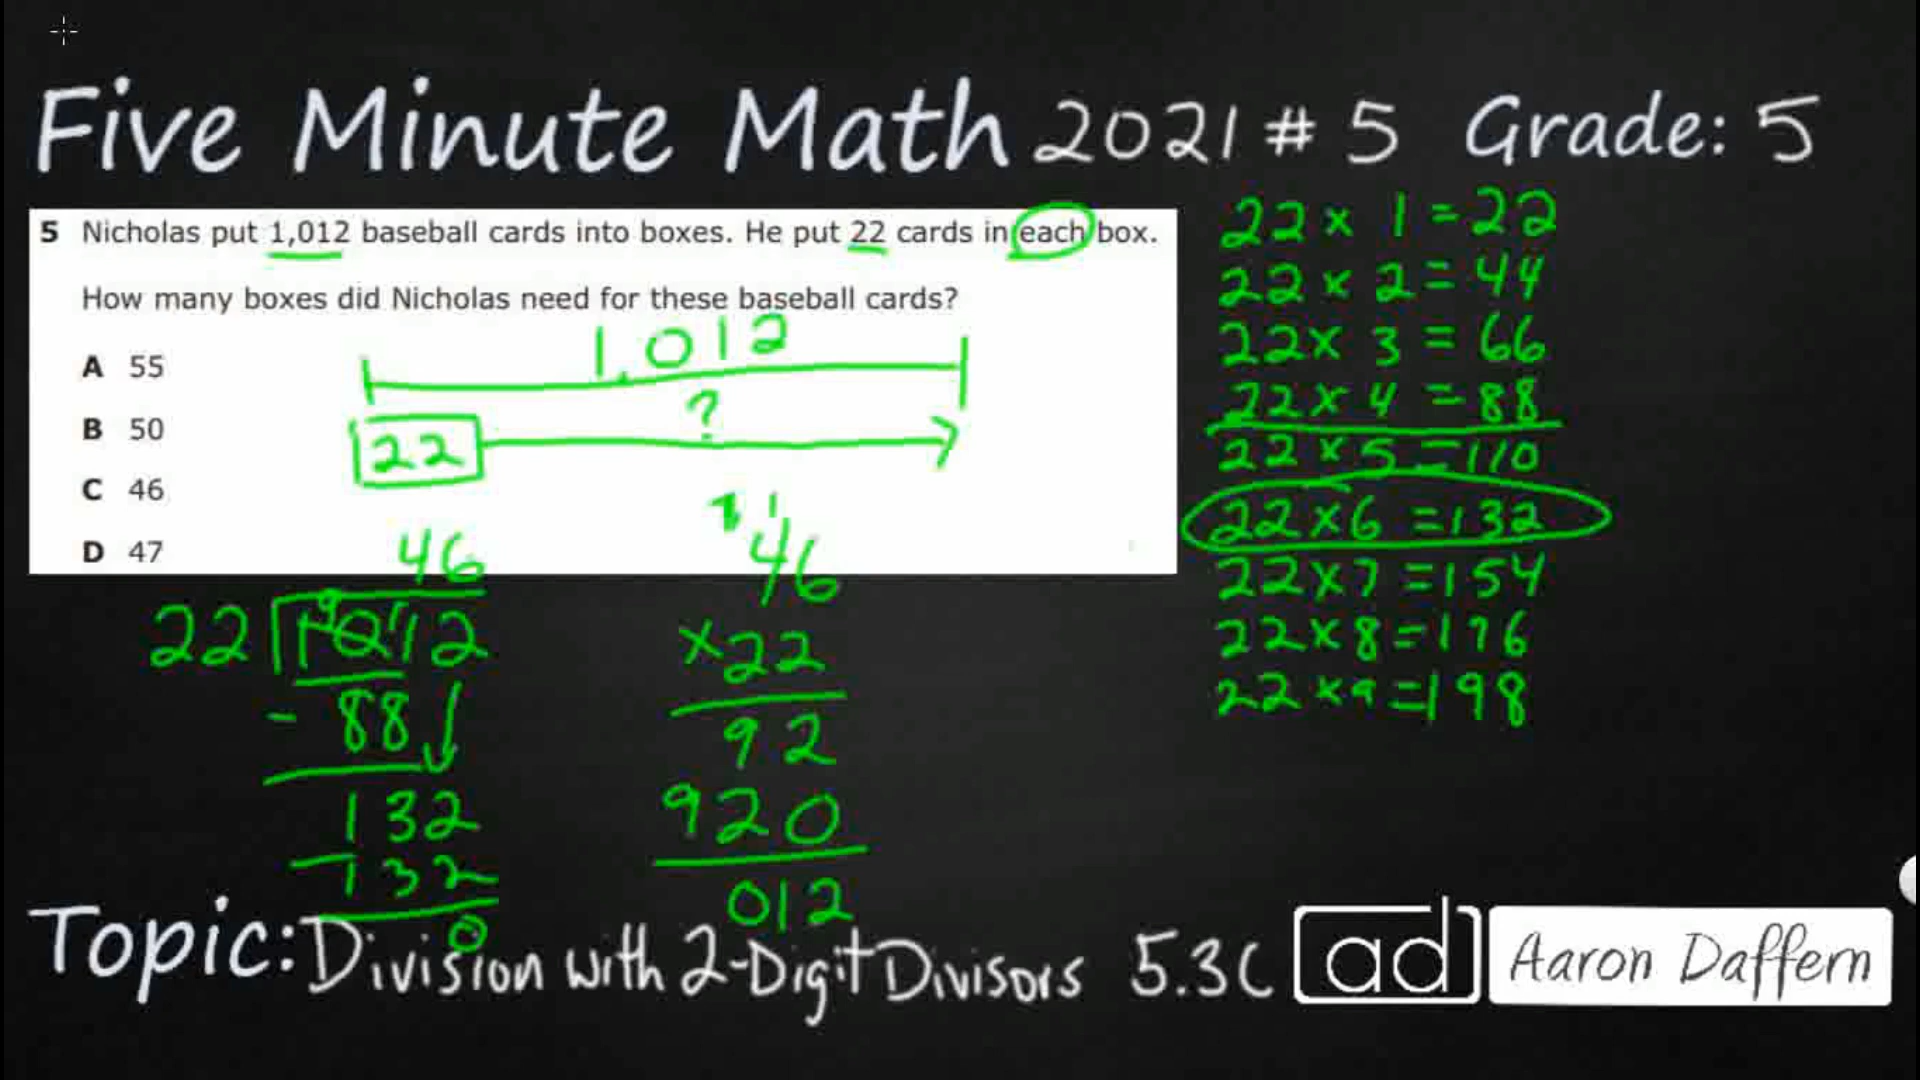 Five Minute Math 2021 # 5 Grade: 5
5 Nicholas put 1,012 baseball cards into boxes. He put 22 cards in each box.
How many boxes did Nicholas need for these baseball cards?
A 55
B 50
C 46
D 47
1,012
?
22
46
22 1012
- 88
132
- 132
0
1 1
46
x 22
92
920
012
22 x 1 = 22
22 x 2 = 44
22 x 3 = 66
22 x 4 = 88
22 x 5 = 110
22 x 6 = 132
22 x 7 = 154
22 x 8 = 176
22 x 9 = 198
Topic: Division with 2-Digit Divisors 5.3C
ad Aaron Daffern